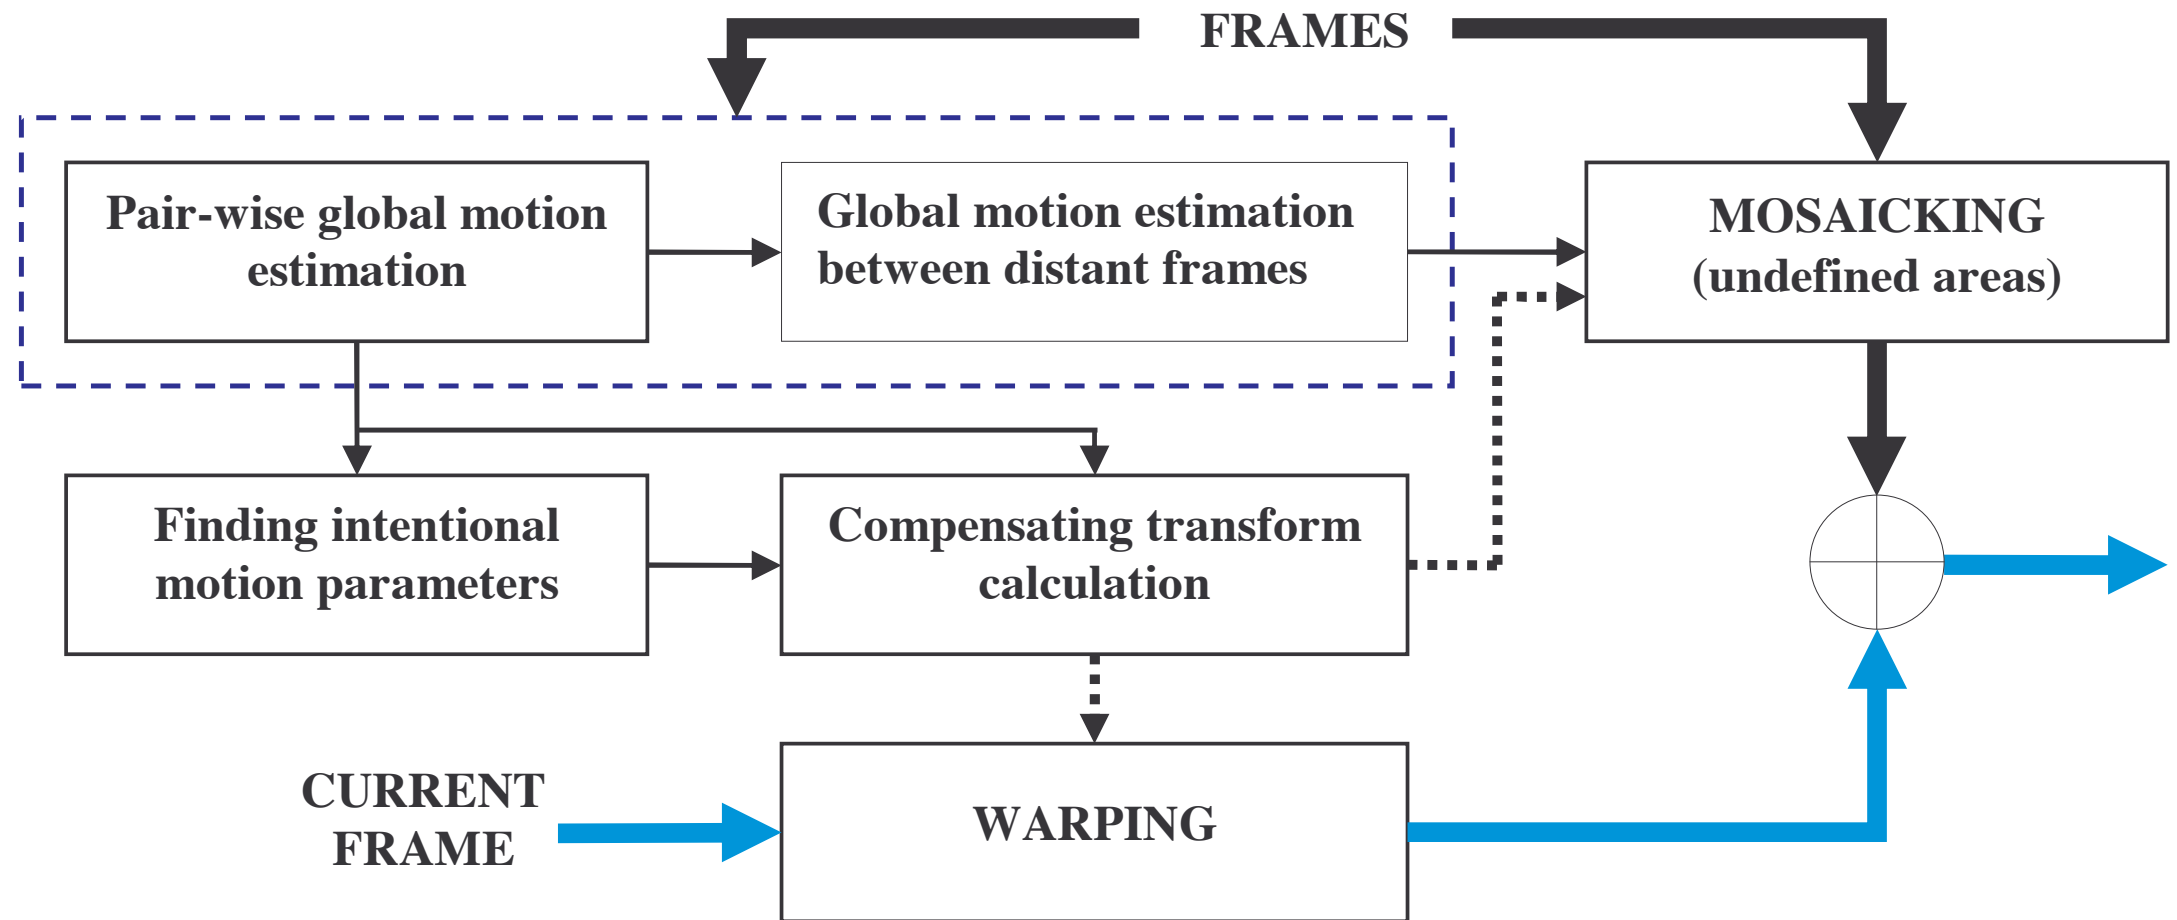 FRAMES
Pair-wise global motion
estimation
Global motion estimation
between distant frames
MOSAICKING
(undefined areas)
Finding intentional
motion parameters
Compensating transform
calculation
CURRENT
FRAME
WARPING